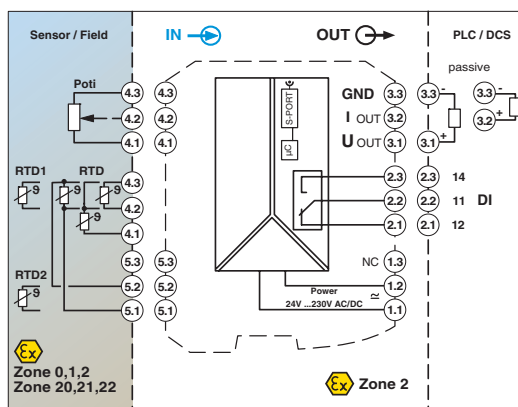 Sensor / Field
IN
OUT
PLC / DCS
passive
Poti
4.3
4.2
4.1
4.3
4.2
4.1
S-PORT
µC
GND
I OUT
U OUT
3.3
3.2
3.1
3.3 -
3.1 +
3.3 -
3.2 +
RTD1
RTD
ϑ
ϑ
ϑ
ϑ
4.3
4.2
4.1
2.3
2.2
2.1
2.3
2.2
2.1
14
11
12
DI
RTD2
ϑ
5.3
5.2
5.1
5.3
5.2
5.1
NC
1.3
1.2
1.1
Power
24V ...230V AC/DC
Ex
Zone 0,1,2
Zone 20,21,22
Ex
Zone 2